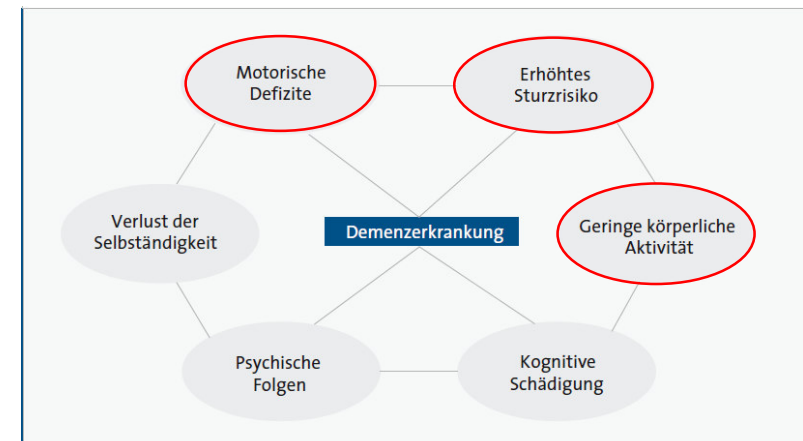 Motorische
Defizite
Erhöhtes
Sturzrisiko
Verlust der
Selbständigkeit
Demenzerkrankung
Geringe körperliche
Aktivität
Psychische
Folgen
Kognitive
Schädigung